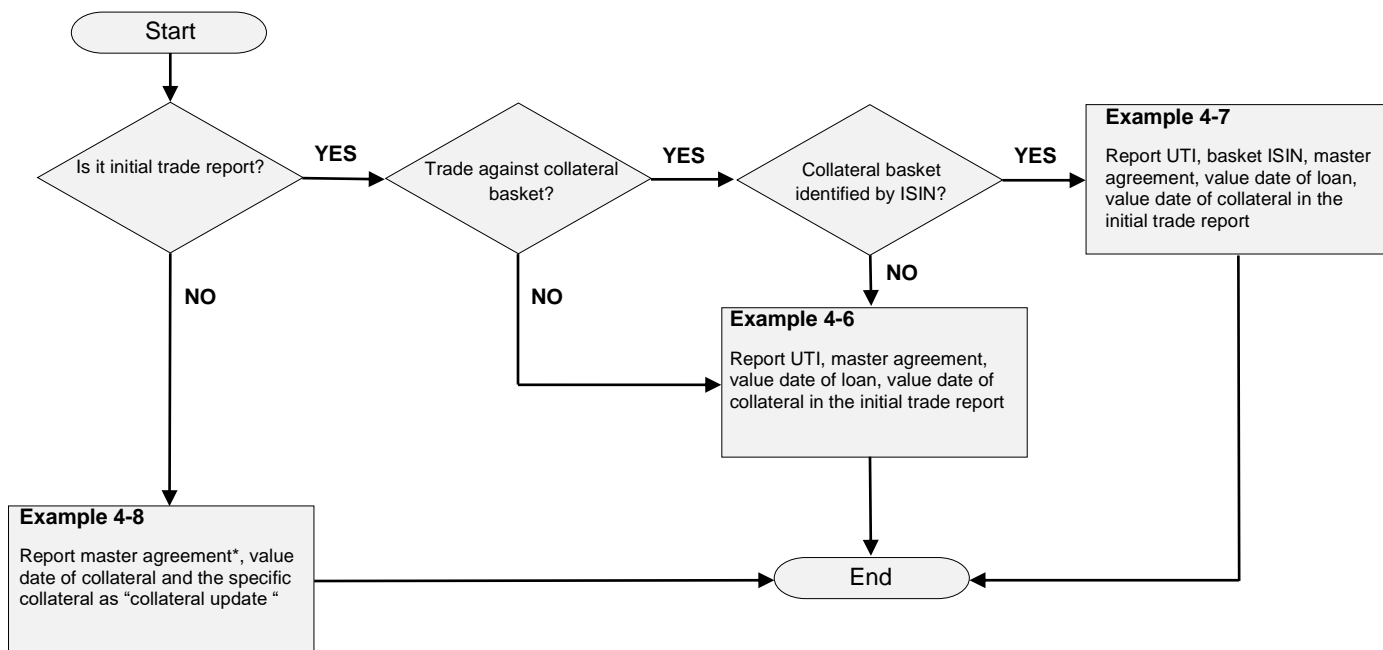 Start
Is it initial trade report?
YES
Trade against collateral
basket?
YES
Collateral basket
identified by ISIN?
YES
Example 4-7
Report UTI, basket ISIN, master
agreement, value date of loan,
value date of collateral in the
initial trade report
NO
NO
NO
Example 4-6
Report UTI, master agreement,
value date of loan, value date of
collateral in the initial trade report
Example 4-8
Report master agreement*, value
date of collateral and the specific
collateral as “collateral update “
End